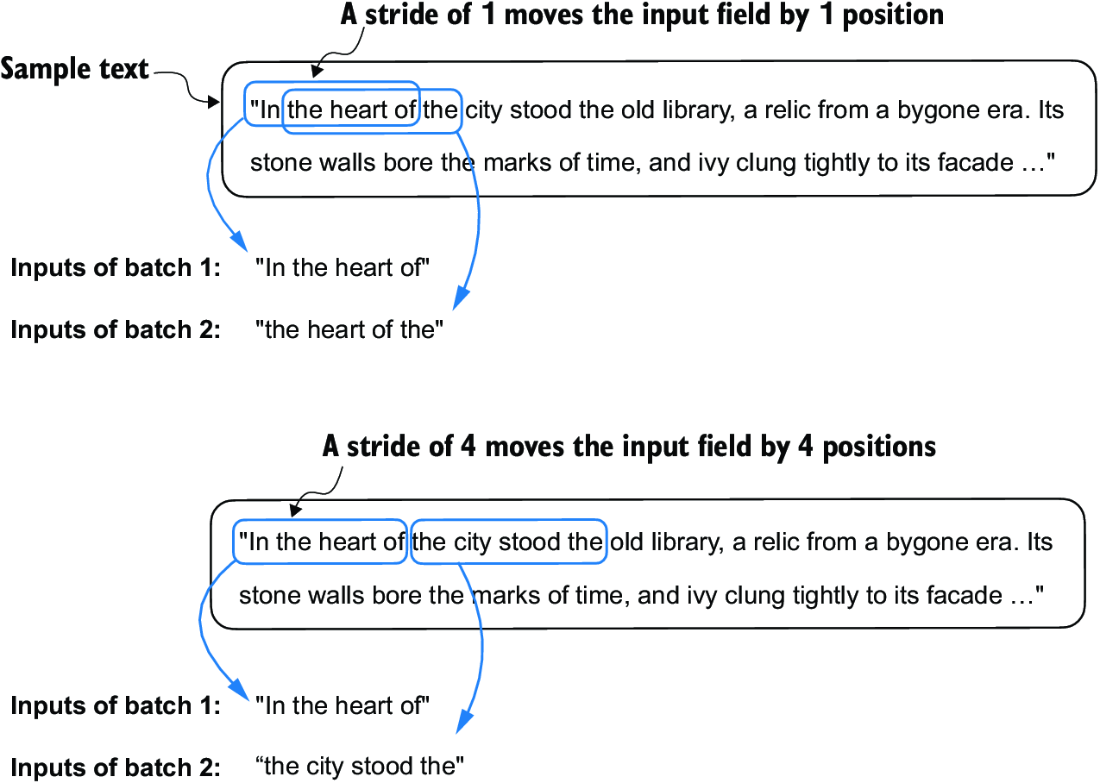 A stride of 1 moves the input field by 1 position
Sample text
"In the heart of the city stood the old library, a relic from a bygone era. Its
stone walls bore the marks of time, and ivy clung tightly to its facade …"
Inputs of batch 1: "In the heart of"
Inputs of batch 2: "the heart of the"
A stride of 4 moves the input field by 4 positions
"In the heart of the city stood the old library, a relic from a bygone era. Its
stone walls bore the marks of time, and ivy clung tightly to its facade …"
Inputs of batch 1: "In the heart of"
Inputs of batch 2: “the city stood the"